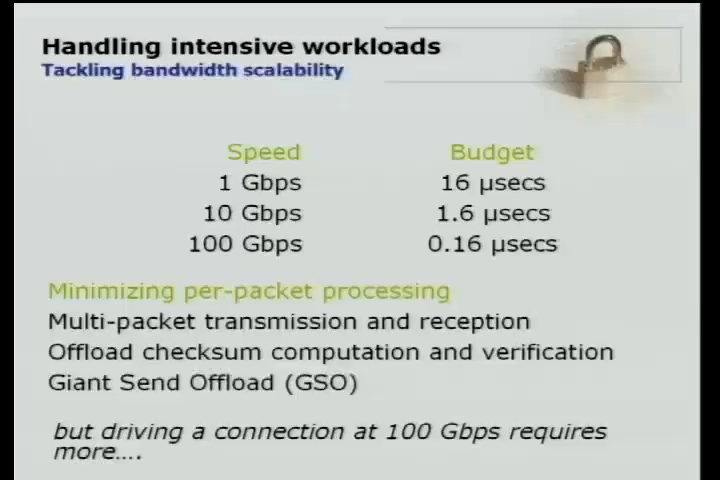 Handling intensive workloads
Tackling bandwidth scalability
Speed Budget
1 Gbps 16 µsecs
10 Gbps 1.6 µsecs
100 Gbps 0.16 µsecs
Minimizing per-packet processing
Multi-packet transmission and reception
Offload checksum computation and verification
Giant Send Offload (GSO)
but driving a connection at 100 Gbps requires
more....